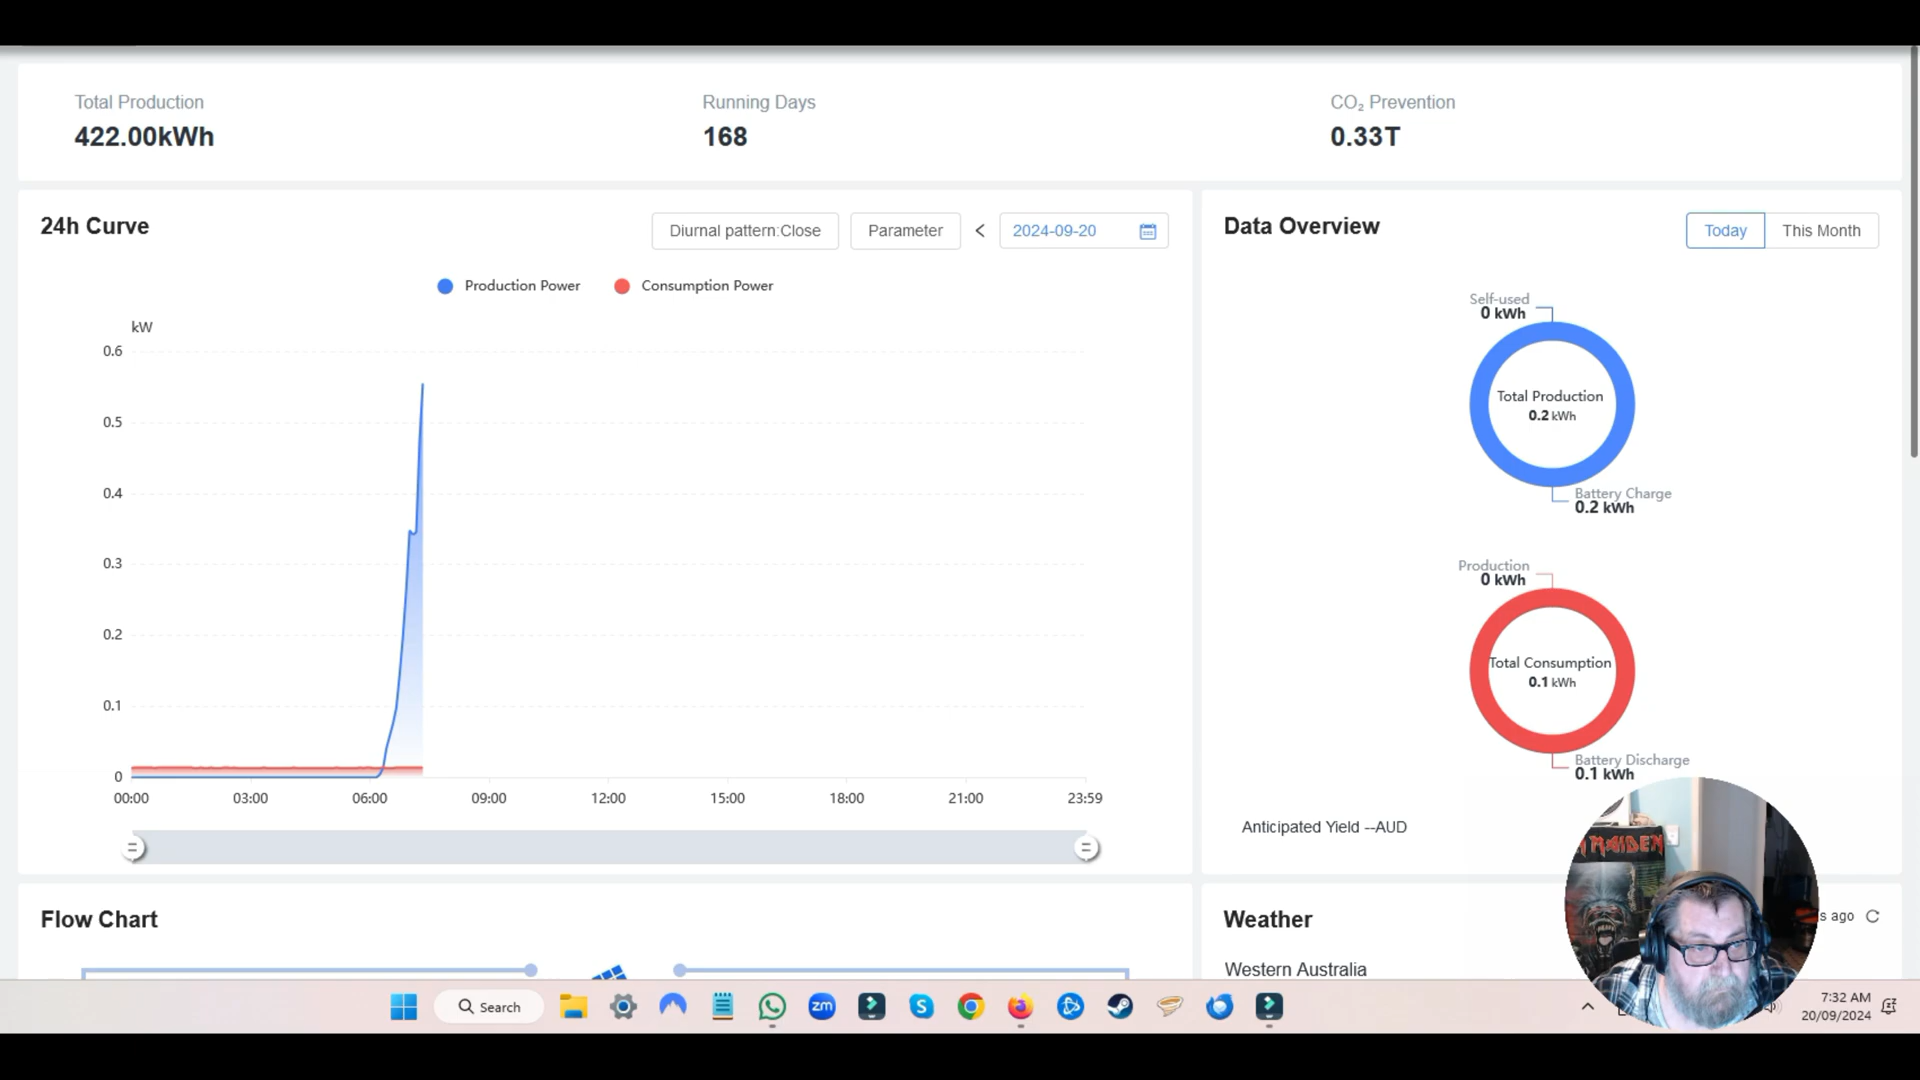 Total Production
422.00kWh
Running Days
168
CO₂ Prevention
0.33T
24h Curve
Diurnal pattern:Close
Parameter
<
2024-09-20
Production Power
Consumption Power
kW
0.6
0.5
0.4
0.3
0.2
0.1
0
00:00
03:00
06:00
09:00
12:00
15:00
18:00
21:00
23:59
Data Overview
Today
This Month
Self-used
0 kWh
Total Production
0.2 kWh
Battery Charge
0.2 kWh
Production
0 kWh
Total Consumption
0.1 kWh
Battery Discharge
0.1 kWh
Anticipated Yield --AUD
MAIDEN
Flow Chart
Weather
s ago
Western Australia
Search
zm
7:32 AM
20/09/2024